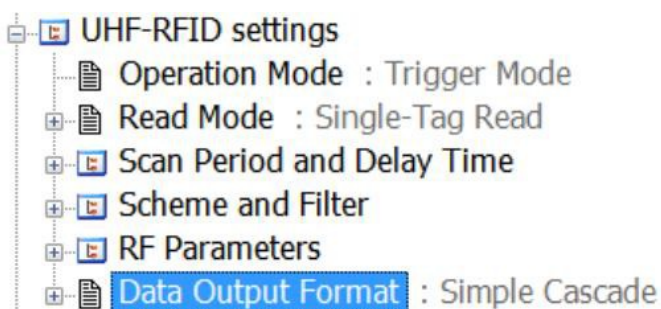 UHF-RFID settings
Operation Mode : Trigger Mode
Read Mode : Single-Tag Read
Scan Period and Delay Time
Scheme and Filter
RF Parameters
Data Output Format : Simple Cascade